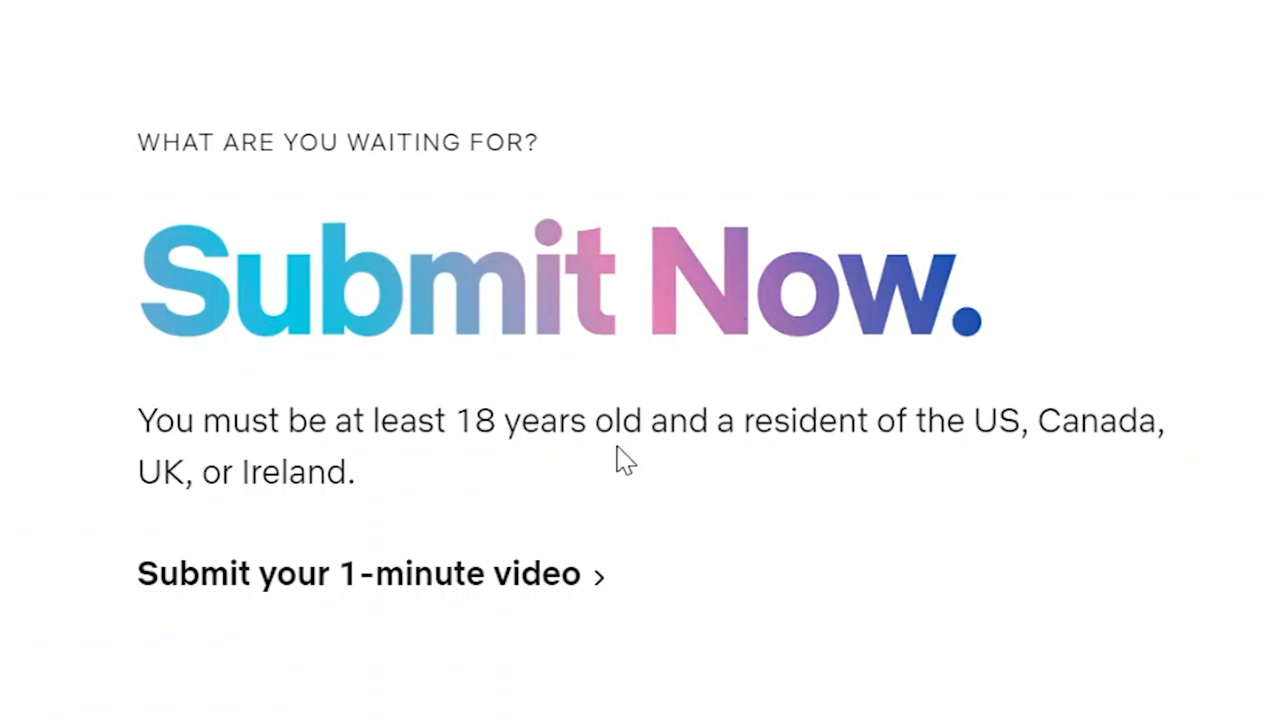 WHAT ARE YOU WAITING FOR?
Submit Now.
You must be at least 18 years old and a resident of the US, Canada,
UK, or Ireland.
Submit your 1-minute video ›